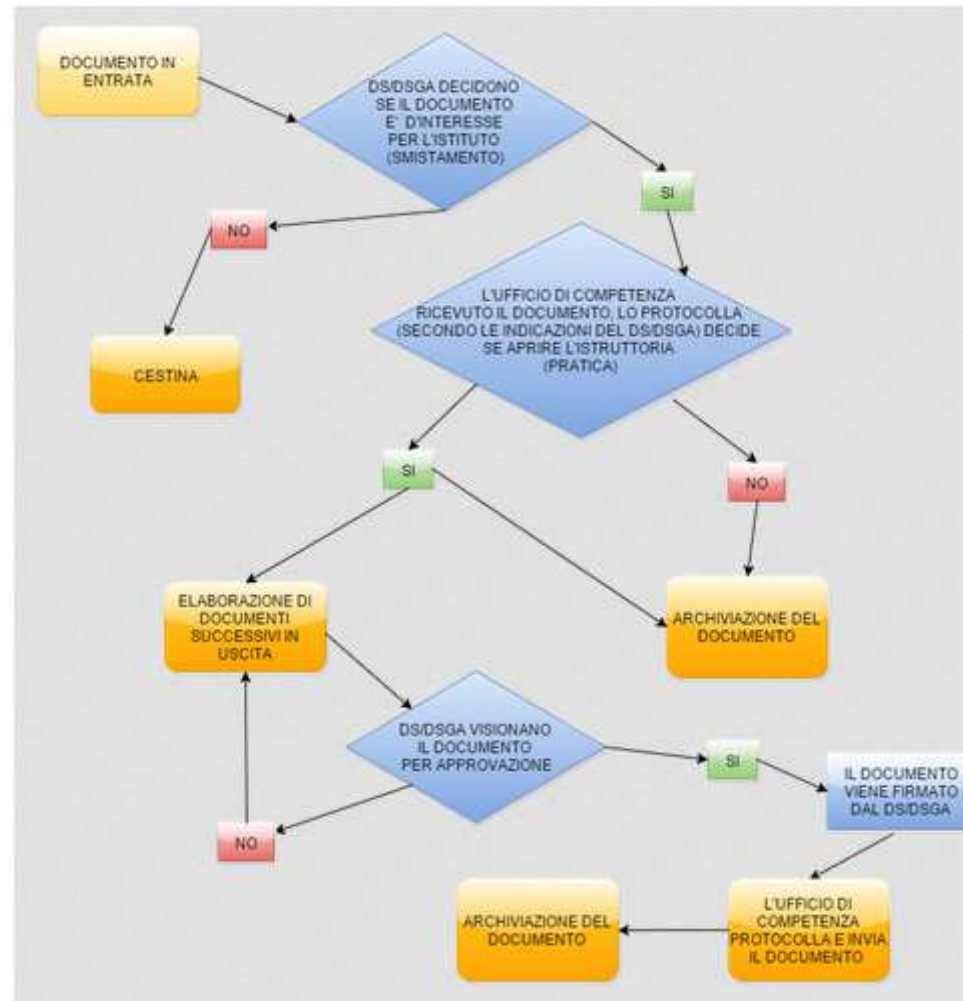 DOCUMENTO IN
ENTRATA
DS/DSGA DECIDONO
SE IL DOCUMENTO
E' D'INTERESSE
PER L'ISTITUTO
(SMISTAMENTO)
SI
NO
L'UFFICIO DI COMPETENZA
RICEVUTO IL DOCUMENTO, LO PROTOCOLLA
(SECONDO LE INDICAZIONI DEL DS/DSGA) DECIDE
SE APRIRE L'ISTRUTTORIA
(PRATICA)
CESTINA
SI
NO
ELABORAZIONE DI
DOCUMENTI
SUCCESSIVI IN
USCITA
ARCHIVIAZIONE DEL
DOCUMENTO
DS/DSGA VISIONANO
IL DOCUMENTO
PER APPROVAZIONE
SI
IL DOCUMENTO
VIENE FIRMATO
DAL DS/DSGA
NO
ARCHIVIAZIONE DEL
DOCUMENTO
L'UFFICIO DI
COMPETENZA
PROTOCOLLA E INVIA
IL DOCUMENTO